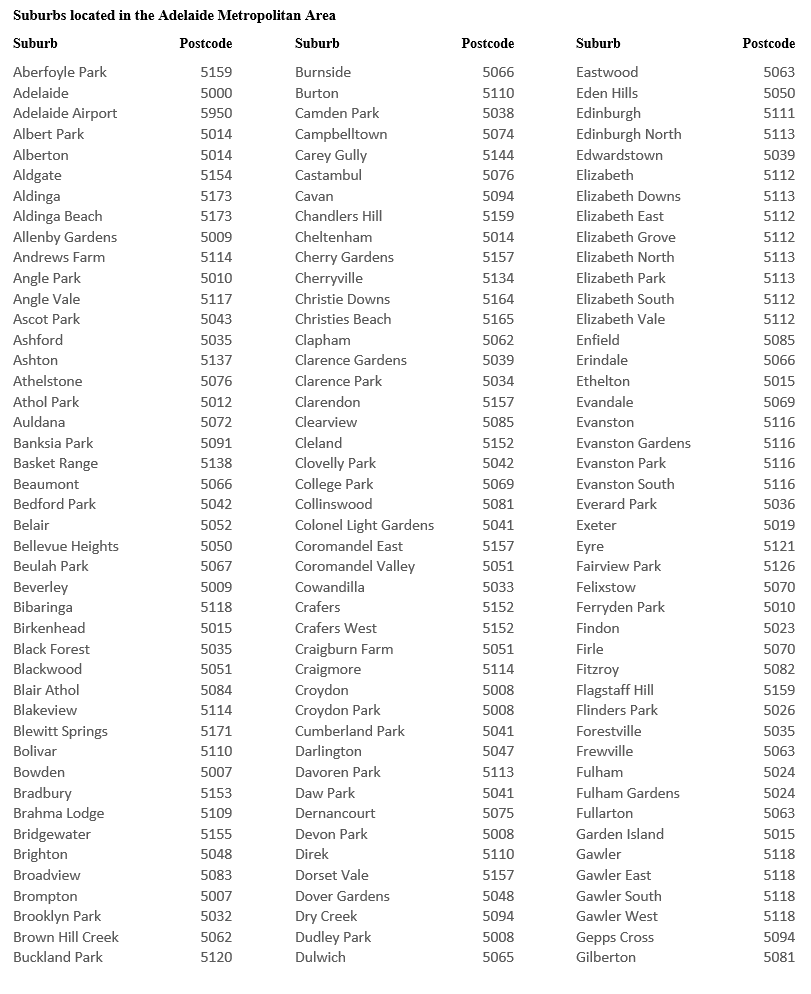 Suburbs located in the Adelaide Metropolitan Area
Suburb Postcode Suburb Postcode Suburb Postcode
Aberfoyle Park 5159 Burnside 5066 Eastwood 5063
Adelaide 5000 Burton 5110 Eden Hills 5050
Adelaide Airport 5950 Camden Park 5038 Edinburgh 5111
Albert Park 5014 Campbelltown 5074 Edinburgh North 5113
Alberton 5014 Carey Gully 5144 Edwardstown 5039
Aldgate 5154 Castambul 5076 Elizabeth 5112
Aldinga 5173 Cavan 5094 Elizabeth Downs 5113
Aldinga Beach 5173 Chandlers Hill 5159 Elizabeth East 5112
Allenby Gardens 5009 Cheltenham 5014 Elizabeth Grove 5112
Andrews Farm 5114 Cherry Gardens 5157 Elizabeth North 5113
Angle Park 5010 Cherryville 5134 Elizabeth Park 5113
Angle Vale 5117 Christie Downs 5164 Elizabeth South 5112
Ascot Park 5043 Christies Beach 5165 Elizabeth Vale 5112
Ashford 5035 Clapham 5062 Enfield 5085
Ashton 5137 Clarence Gardens 5039 Erindale 5066
Athelstone 5076 Clarence Park 5034 Ethelton 5015
Athol Park 5012 Clarendon 5157 Evandale 5069
Auldana 5072 Clearview 5085 Evanston 5116
Banksia Park 5091 Cleland 5152 Evanston Gardens 5116
Basket Range 5138 Clovelly Park 5042 Evanston Park 5116
Beaumont 5066 College Park 5069 Evanston South 5116
Bedford Park 5042 Collinswood 5081 Everard Park 5036
Belair 5052 Colonel Light Gardens 5041 Exeter 5019
Bellevue Heights 5050 Coromandel East 5157 Eyre 5121
Beulah Park 5067 Coromandel Valley 5051 Fairview Park 5126
Beverley 5009 Cowandilla 5033 Felixstow 5070
Bibaringa 5118 Crafers 5152 Ferryden Park 5010
Birkenhead 5015 Crafers West 5152 Findon 5023
Black Forest 5035 Craigburn Farm 5051 Firle 5070
Blackwood 5051 Craigmore 5114 Fitzroy 5082
Blair Athol 5084 Croydon 5008 Flagstaff Hill 5159
Blakeview 5114 Croydon Park 5008 Flinders Park 5026
Blewitt Springs 5171 Cumberland Park 5041 Forestville 5035
Bolivar 5110 Darlington 5047 Frewville 5063
Bowden 5007 Davoren Park 5113 Fulham 5024
Bradbury 5153 Daw Park 5041 Fulham Gardens 5024
Brahma Lodge 5109 Dernancourt 5075 Fullarton 5063
Bridgewater 5155 Devon Park 5008 Garden Island 5015
Brighton 5048 Direk 5110 Gawler 5118
Broadview 5083 Dorset Vale 5157 Gawler East 5118
Brompton 5007 Dover Gardens 5048 Gawler South 5118
Brooklyn Park 5032 Dry Creek 5094 Gawler West 5118
Brown Hill Creek 5062 Dudley Park 5008 Gepps Cross 5094
Buckland Park 5120 Dulwich 5065 Gilberton 5081